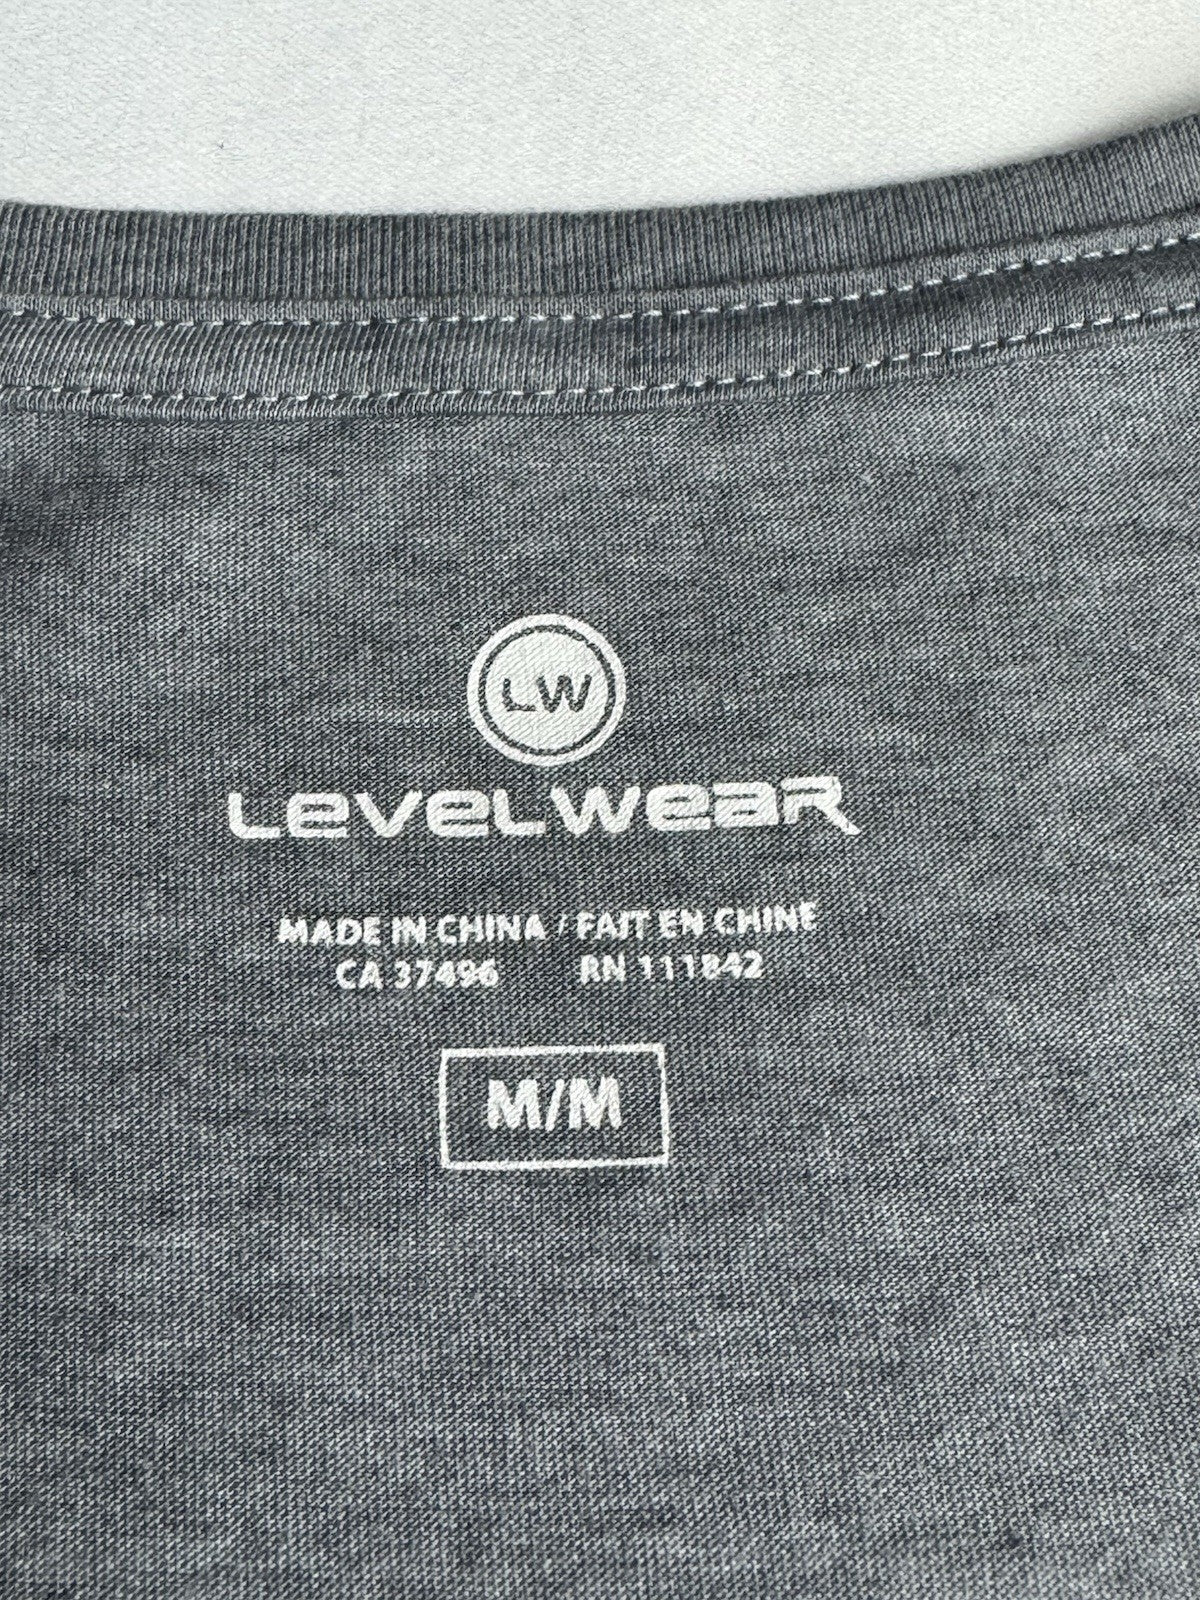 LW
LEVELWEAR
MADE IN CHINA / FAIT EN CHINE
CA 37496 RN 111842
M/M